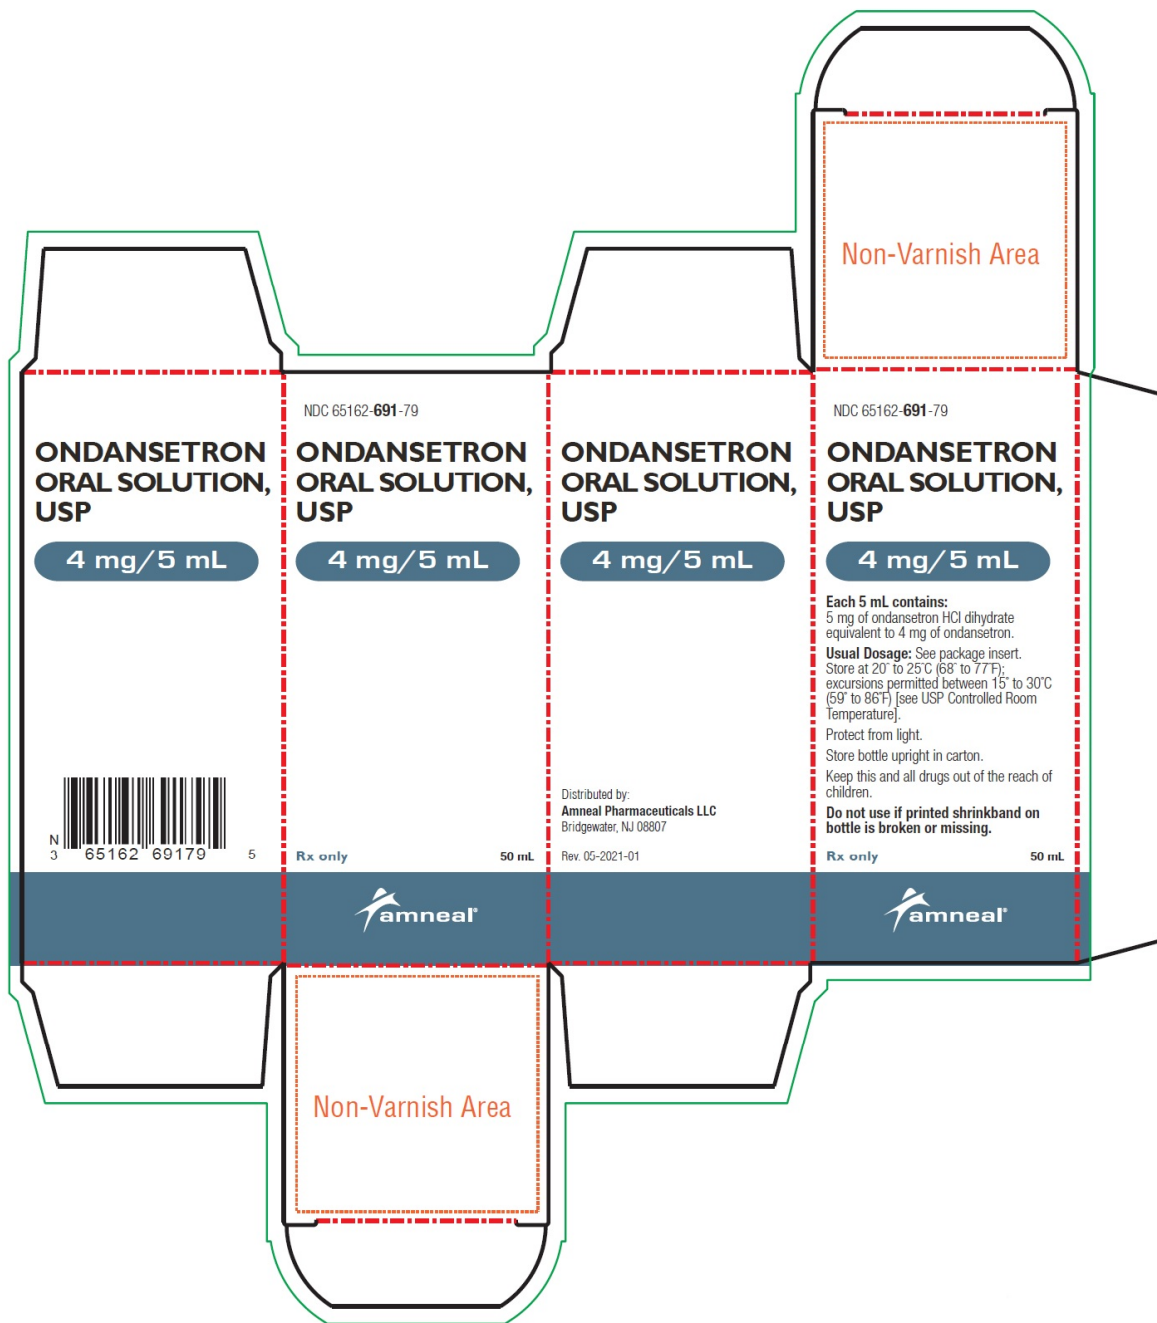 Non-Varnish Area
ONDANSETRON
ORAL SOLUTION,
USP
4 mg/5 mL
N
3 65162 69179 5
NDC 65162-691-79
ONDANSETRON
ORAL SOLUTION,
USP
4 mg/5 mL
Rx only 50 mL
amneal®
ONDANSETRON
ORAL SOLUTION,
USP
4 mg/5 mL
Distributed by:
Amneal Pharmaceuticals LLC
Bridgewater, NJ 08807
Rev. 05-2021-01
NDC 65162-691-79
ONDANSETRON
ORAL SOLUTION,
USP
4 mg/5 mL
Each 5 mL contains:
5 mg of ondansetron HCl dihydrate
equivalent to 4 mg of ondansetron.
Usual Dosage: See package insert.
Store at 20˚ to 25˚C (68˚ to 77˚F);
excursions permitted between 15˚ to 30˚C
(59˚ to 86˚F) [see USP Controlled Room
Temperature].
Protect from light.
Store bottle upright in carton.
Keep this and all drugs out of the reach of
children.
Do not use if printed shrinkband on
bottle is broken or missing.
Rx only 50 mL
amneal®
Non-Varnish Area